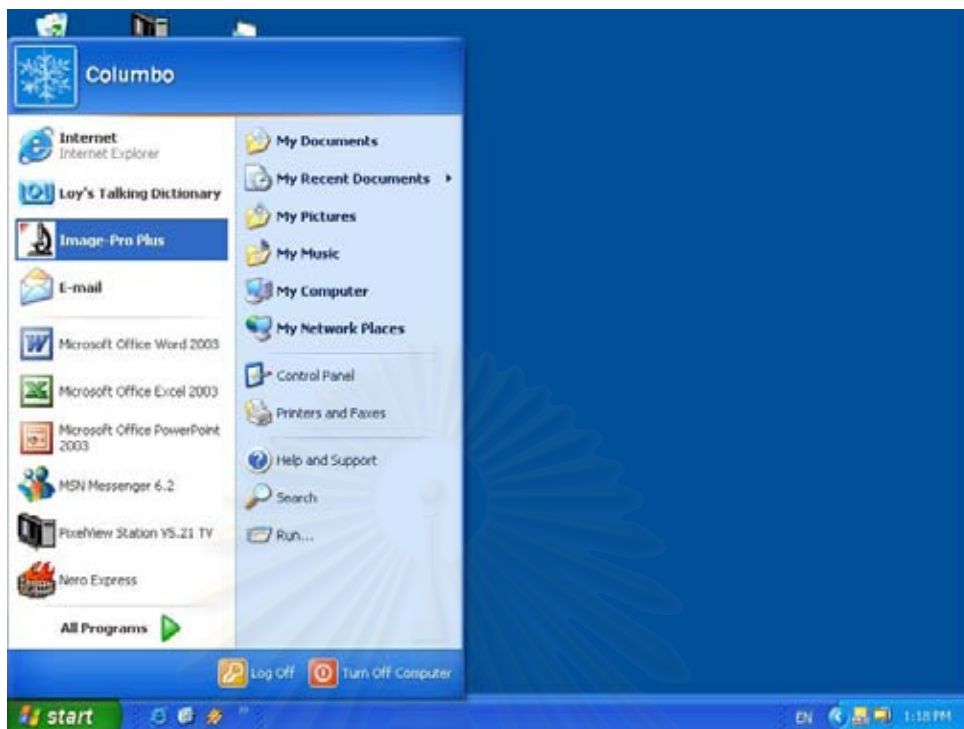 Columbo
Internet
Internet Explorer
Loy's Talking Dictionary
Image-Pro Plus
E-mail
Microsoft Office Word 2003
Microsoft Office Excel 2003
Microsoft Office PowerPoint
2003
MSN Messenger 6.2
PixelView Station V5.21 TV
Nero Express
All Programs
My Documents
My Recent Documents
My Pictures
My Music
My Computer
My Network Places
Control Panel
Printers and Faxes
Help and Support
Search
Run...
Log Off
Turn Off Computer
start
EN
1:18 PM